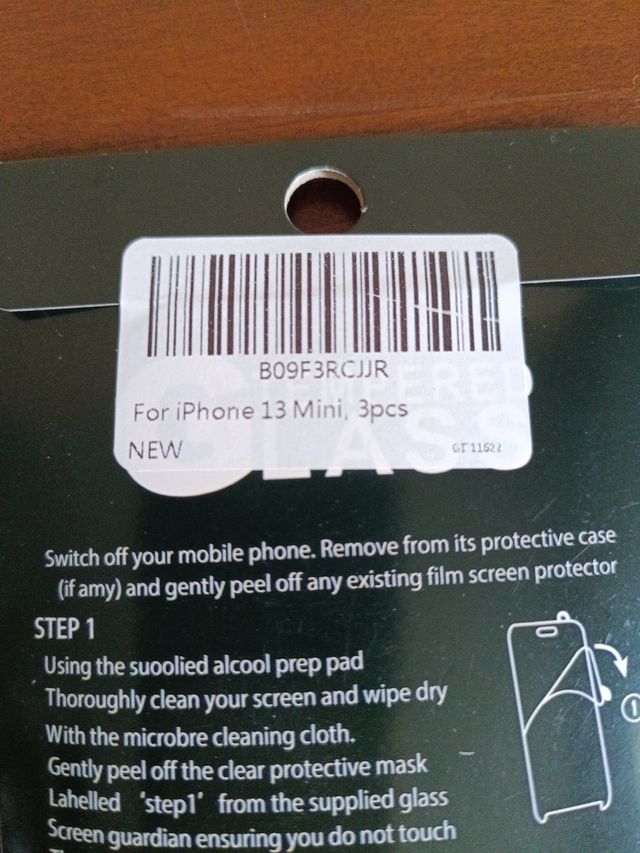 B09F3RCJJR
For iPhone 13 Mini, 3pcs
NEW
TEMPERED
GLASS
Switch off your mobile phone. Remove from its protective case
(if amy) and gently peel off any existing film screen protector
STEP 1
Using the suoolied alcool prep pad
Thoroughly clean your screen and wipe dry
With the microbre cleaning cloth.
Gently peel off the clear protective mask
Lahelled 'step1' from the supplied glass
Screen guardian ensuring you do not touch
1